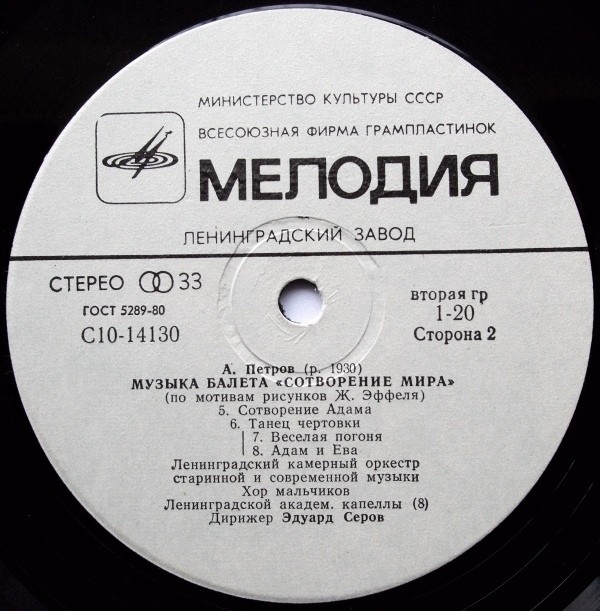 МИНИСТЕРСТВО КУЛЬТУРЫ СССР
ВСЕСОЮЗНАЯ ФИРМА ГРАМПЛАСТИНОК
МЕЛОДИЯ
ЛЕНИНГРАДСКИЙ ЗАВОД
СТЕРЕО 33
ГОСТ 5289-80
С10-14130
вторая гр
1-20
Сторона 2
А. Петров (р. 1930)
МУЗЫКА БАЛЕТА «СОТВОРЕНИЕ МИРА»
(по мотивам рисунков Ж. Эффеля)
5. Сотворение Адама
6. Танец чертовки
7. Веселая погоня
8. Адам и Ева
Ленинградский камерный оркестр
старинной и современной музыки
Хор мальчиков
Ленинградской академ. капеллы (8)
Дирижер Эдуард Серов